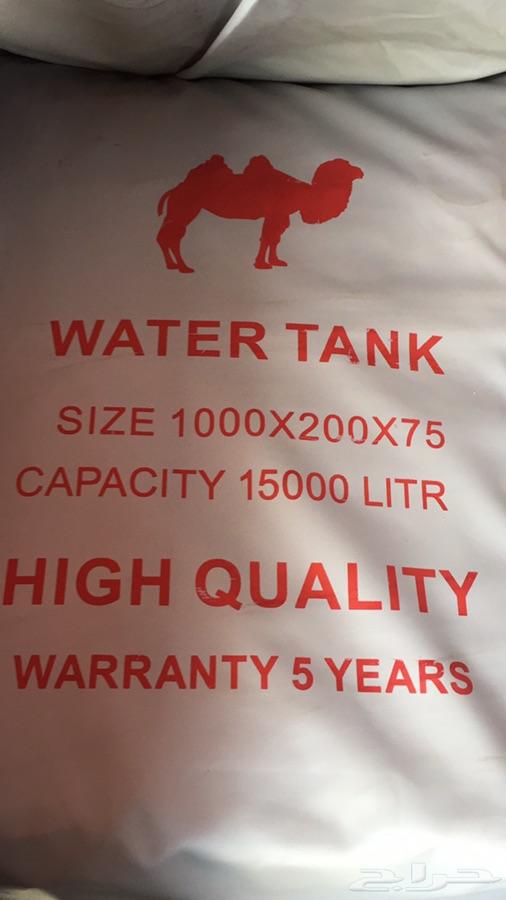 WATER TANK
SIZE 1000X200X75
CAPACITY 15000 LITR
HIGH QUALITY
WARRANTY 5 YEARS
حراج